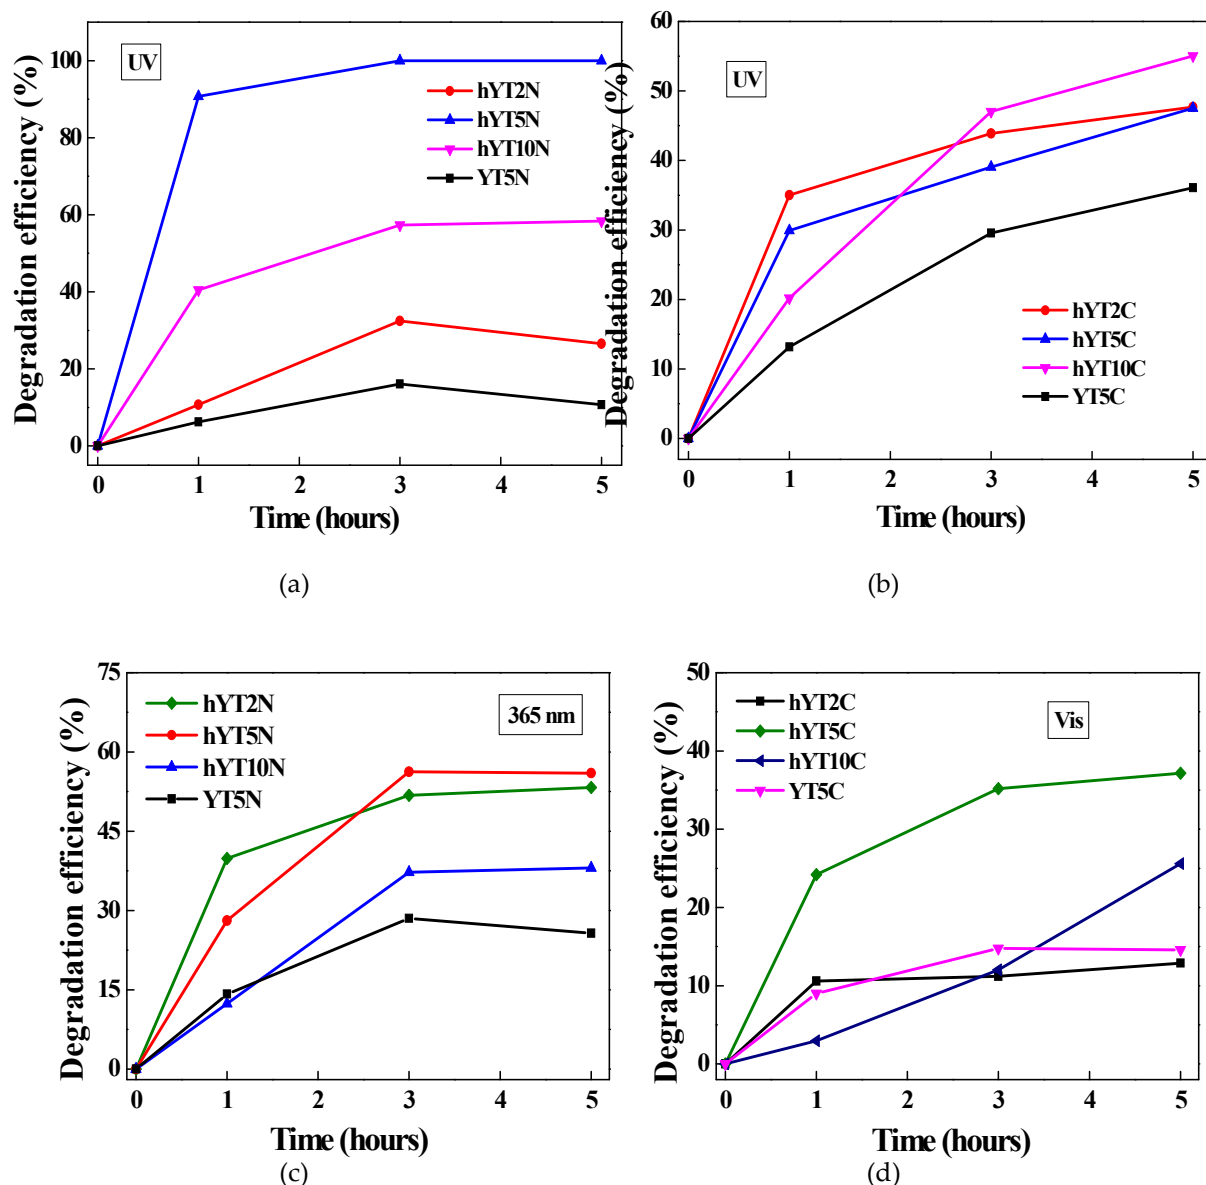 Degradation efficiency (%)
100
80
60
40
20
0
UV
hYT2N
hYT5N
hYT10N
YT5N
0 1 2 3 4 5
Time (hours)
(a)
Degradation efficiency (%)
60
50
40
30
20
10
0
UV
hYT2C
hYT5C
hYT10C
YT5C
0 1 2 3 4 5
Time (hours)
(b)
Degradation efficiency (%)
75
60
45
30
15
0
hYT2N
hYT5N
hYT10N
YT5N
365 nm
0 1 2 3 4 5
Time (hours)
(c)
Degradation efficiency (%)
50
40
30
20
10
0
hYT2C
hYT5C
hYT10C
YT5C
Vis
0 1 2 3 4 5
Time (hours)
(d)